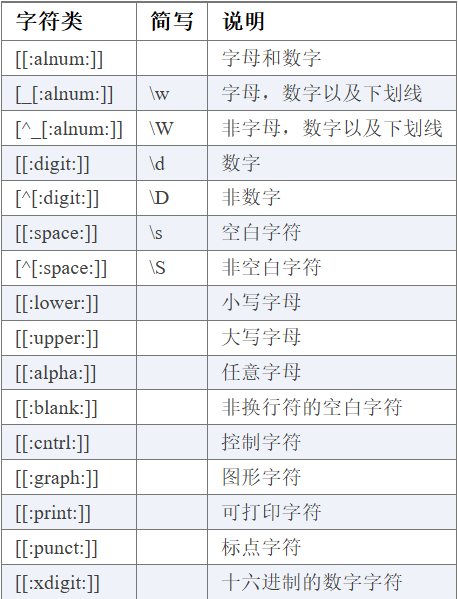 字符类 简写 说明
[[:alnum:]] 字母和数字
[_[:alnum:]] \w 字母，数字以及下划线
[^_[:alnum:]] \W 非字母，数字以及下划线
[[:digit:]] \d 数字
[^[:digit:]] \D 非数字
[[:space:]] \s 空白字符
[^[:space:]] \S 非空白字符
[[:lower:]] 小写字母
[[:upper:]] 大写字母
[[:alpha:]] 任意字母
[[:blank:]] 非换行符的空白字符
[[:cntrl:]] 控制字符
[[:graph:]] 图形字符
[[:print:]] 可打印字符
[[:punct:]] 标点字符
[[:xdigit:]] 十六进制的数字字符